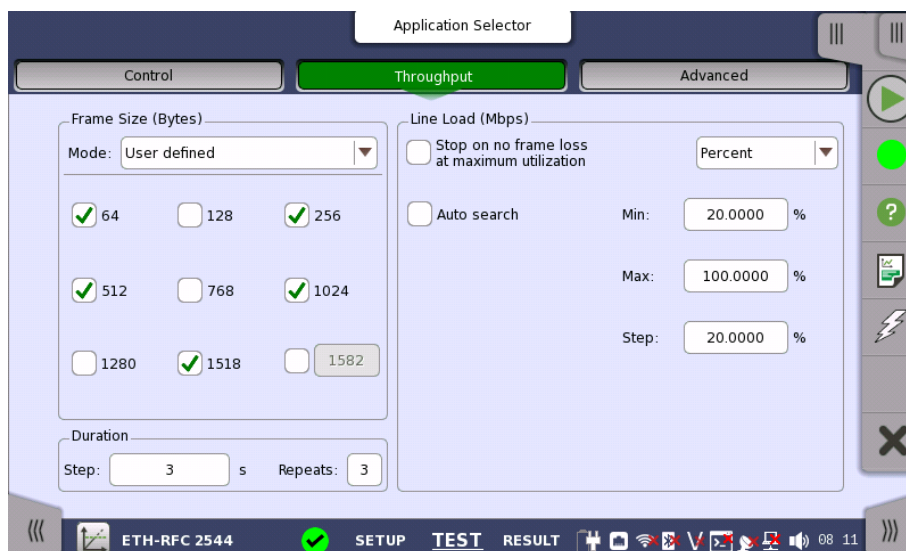 Application Selector
Control
Throughput
Advanced
Frame Size (Bytes)
Mode: User defined
64
128
256
512
768
1024
1280
1518
1582
Duration
Step: 3 s Repeats: 3
Line Load (Mbps)
Stop on no frame loss
at maximum utilization
Percent
Auto search
Min: 20.0000 %
Max: 100.0000 %
Step: 20.0000 %
ETH-RFC 2544
SETUP TEST RESULT
08 11